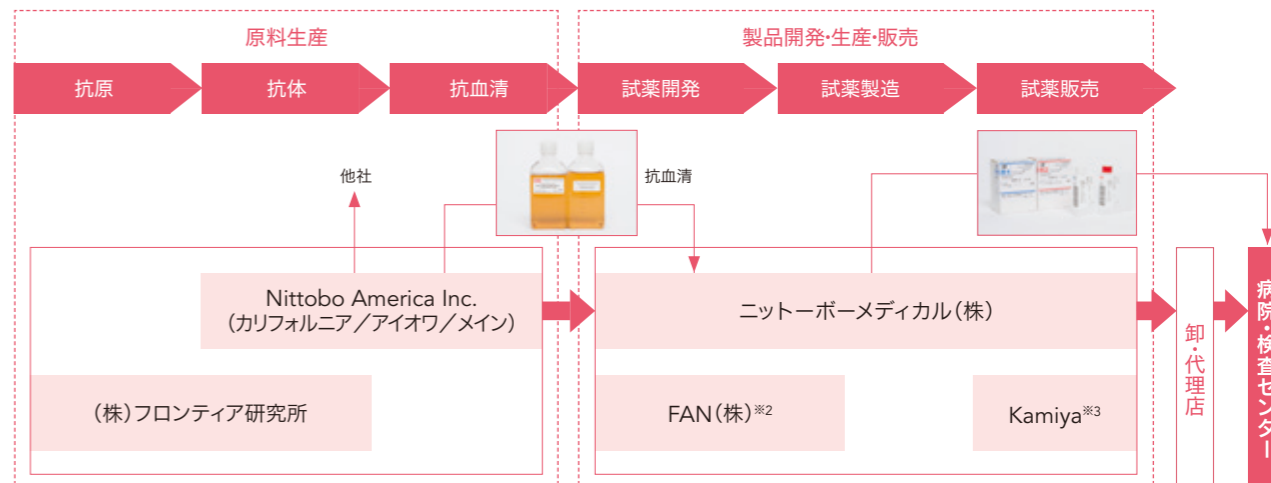 原料生産
製品開発・生産・販売
抗原
抗体
抗血清
試薬開発
試薬製造
試薬販売
他社
抗血清
Nittobo America Inc.
（カリフォルニア／アイオワ／メイン）
ニットーボーメディカル（株）
（株）フロンティア研究所
FAN（株）※2
Kamiya※3
卸・代理店
病院・検査センター